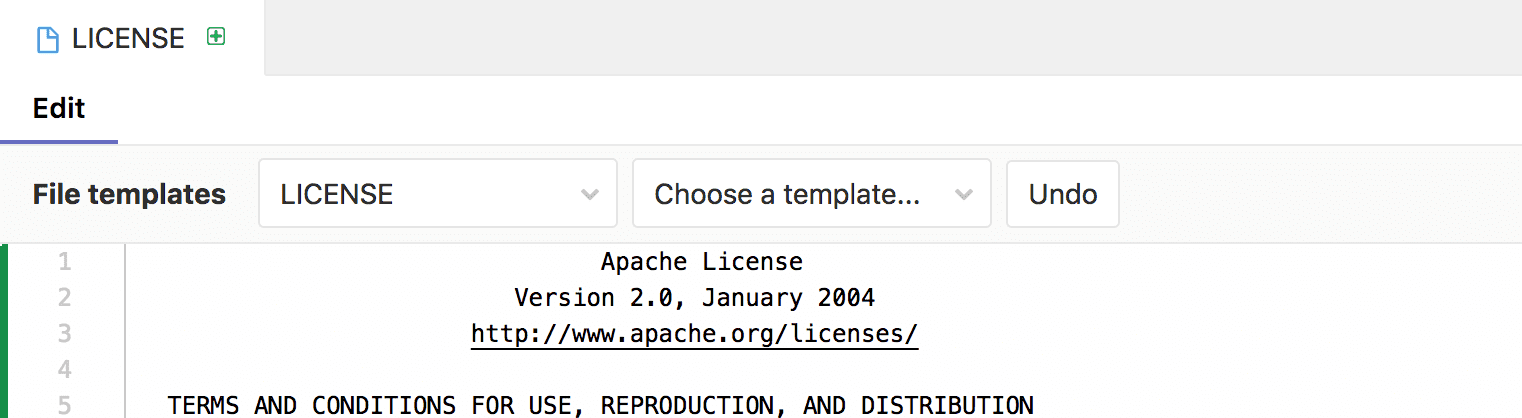 LICENSE
Edit
File templates LICENSE Choose a template... Undo
1 Apache License
2 Version 2.0, January 2004
3 http://www.apache.org/licenses/
4
5 TERMS AND CONDITIONS FOR USE, REPRODUCTION, AND DISTRIBUTION